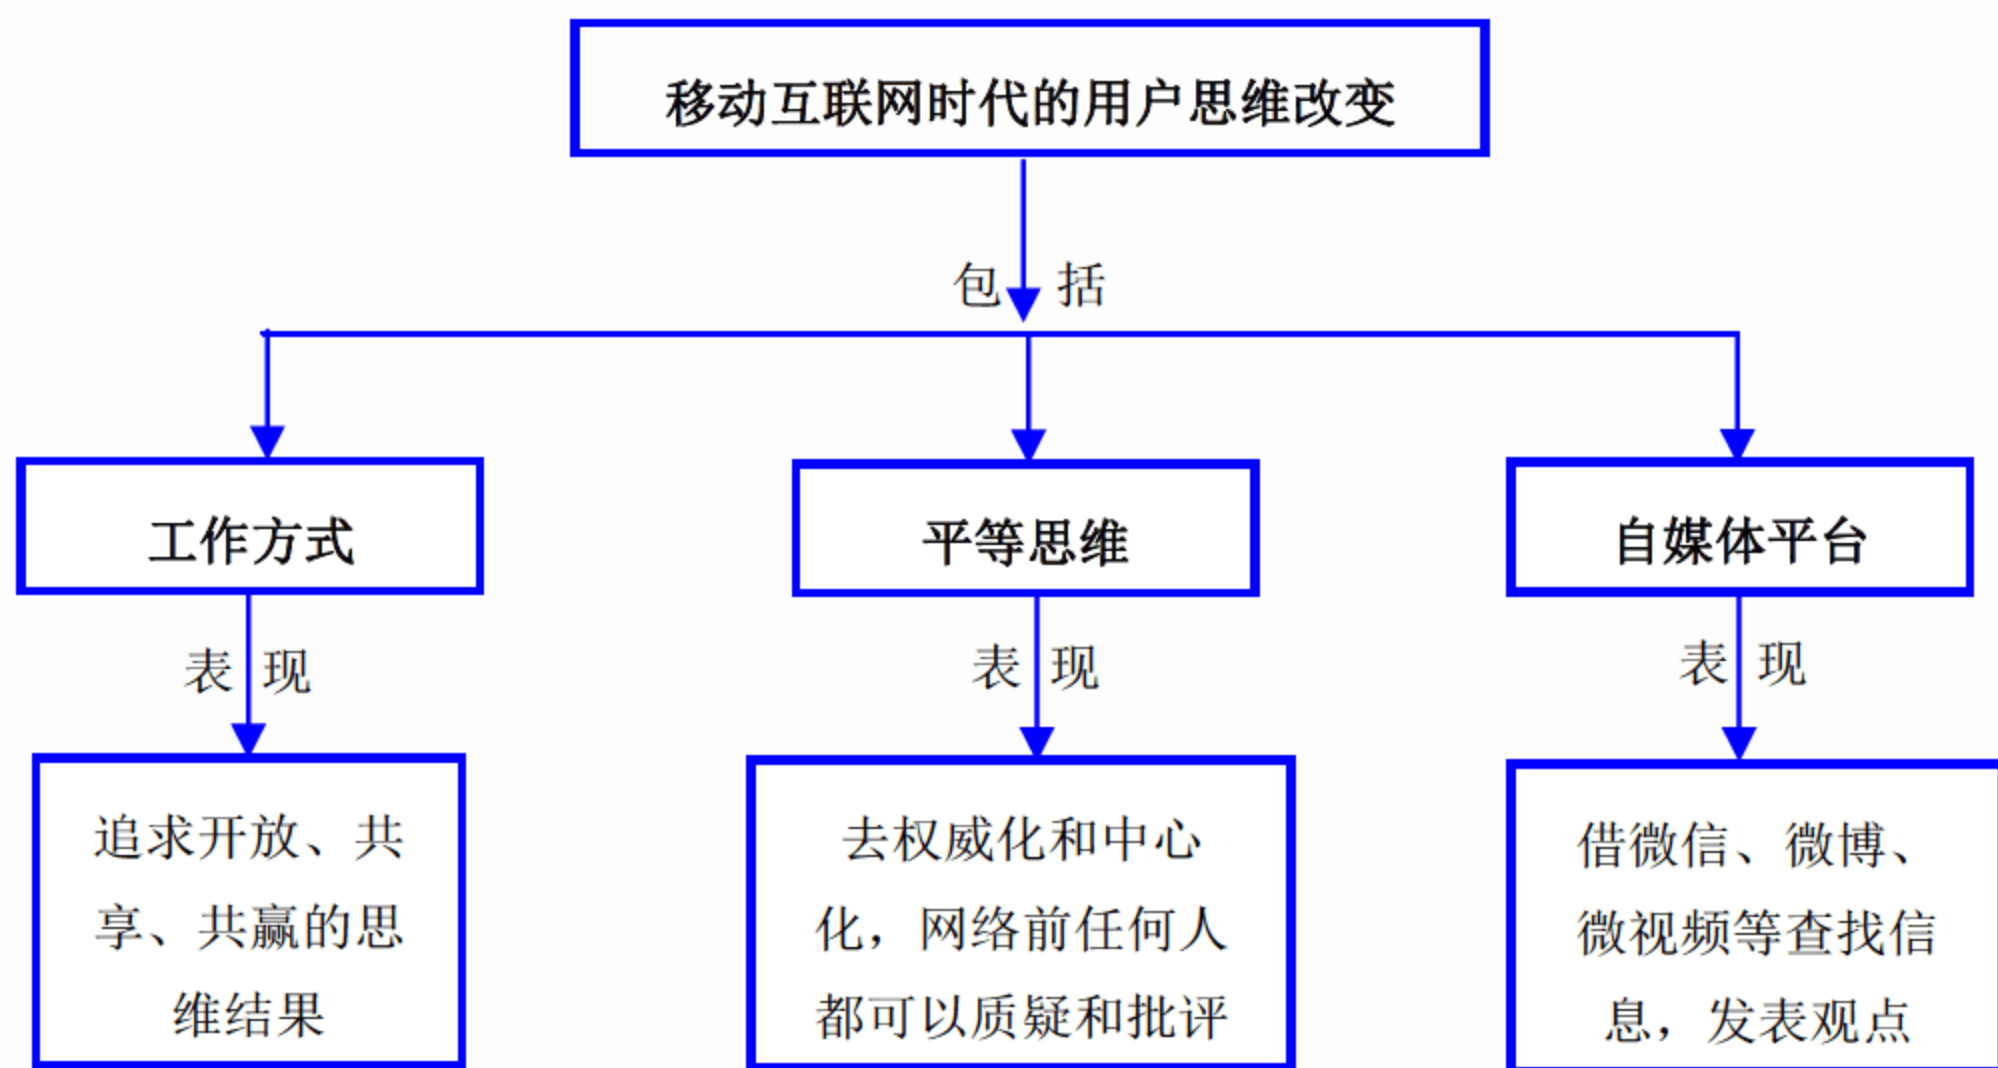 移动互联网时代的用户思维改变
包括
工作方式
平等思维
自媒体平台
表现
表现
表现
追求开放、共
享、共赢的思
维结果
去权威化和中心
化，网络前任何人
都可以质疑和批评
借微信、微博、
微视频等查找信
息，发表观点